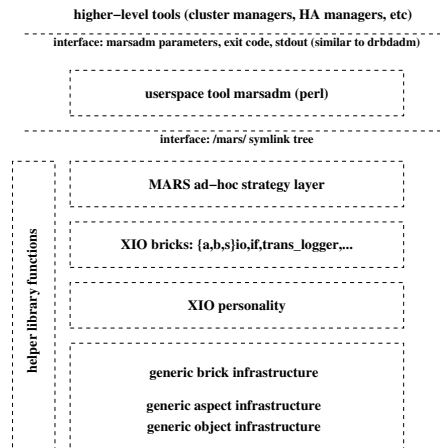 higher−level tools (cluster managers, HA managers, etc)
interface: marsadm parameters, exit code, stdout (similar to drbdadm)
userspace tool marsadm (perl)
interface: /mars/ symlink tree
MARS ad−hoc strategy layer
XIO bricks: {a,b,s}io,if,trans_logger,...
XIO personality
generic brick infrastructure
generic aspect infrastructure
generic object infrastructure
helper library functions